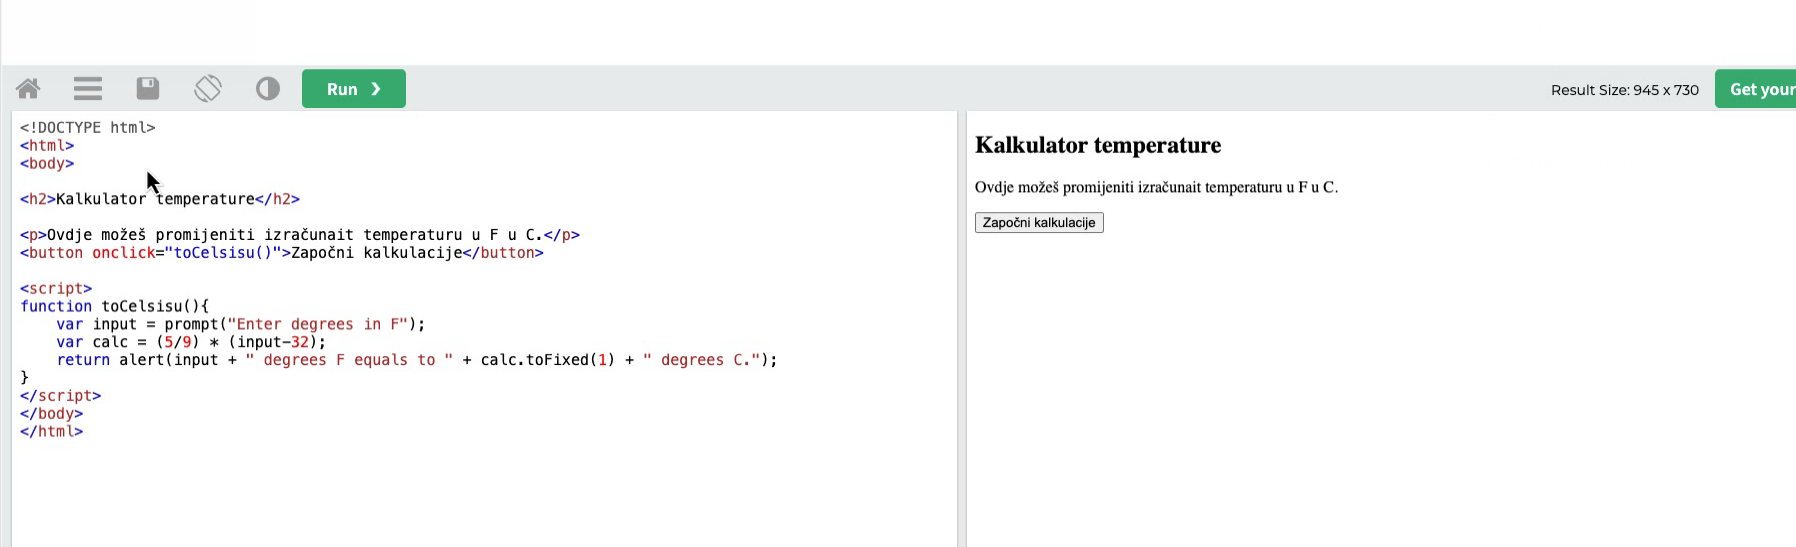 Run ❯
Result Size: 945 x 730
Get your
<!DOCTYPE html>
<html>
<body>
<h2>Kalkulator temperature</h2>
<p>Ovdje možeš promijeniti izračunait temperaturu u F u C.</p>
<button onclick="toCelsisu()">Započni kalkulacije</button>
<script>
function toCelsisu(){
    var input = prompt("Enter degrees in F");
    var calc = (5/9) * (input-32);
    return alert(input + " degrees F equals to " + calc.toFixed(1) + " degrees C.");
}
</script>
</body>
</html>
Kalkulator temperature
Ovdje možeš promijeniti izračunait temperaturu u F u C.
Započni kalkulacije